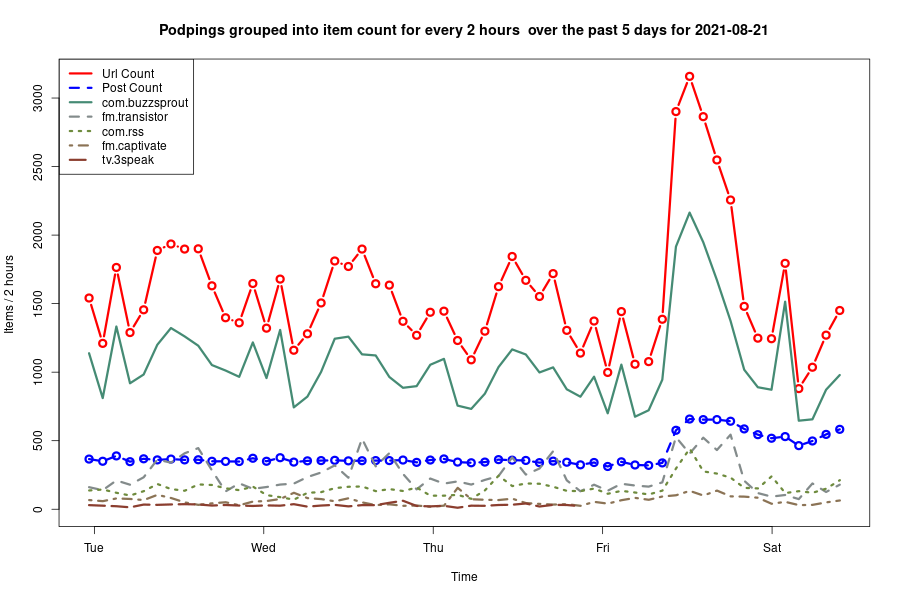 Podpings grouped into item count for every 2 hours  over the past 5 days for 2021-08-21
Url Count
Post Count
com.buzzsprout
fm.transistor
com.rss
fm.captivate
tv.3speak
3000
2500
2000
1500
1000
500
0
Items / 2 hours
Tue Wed Thu Fri Sat
Time